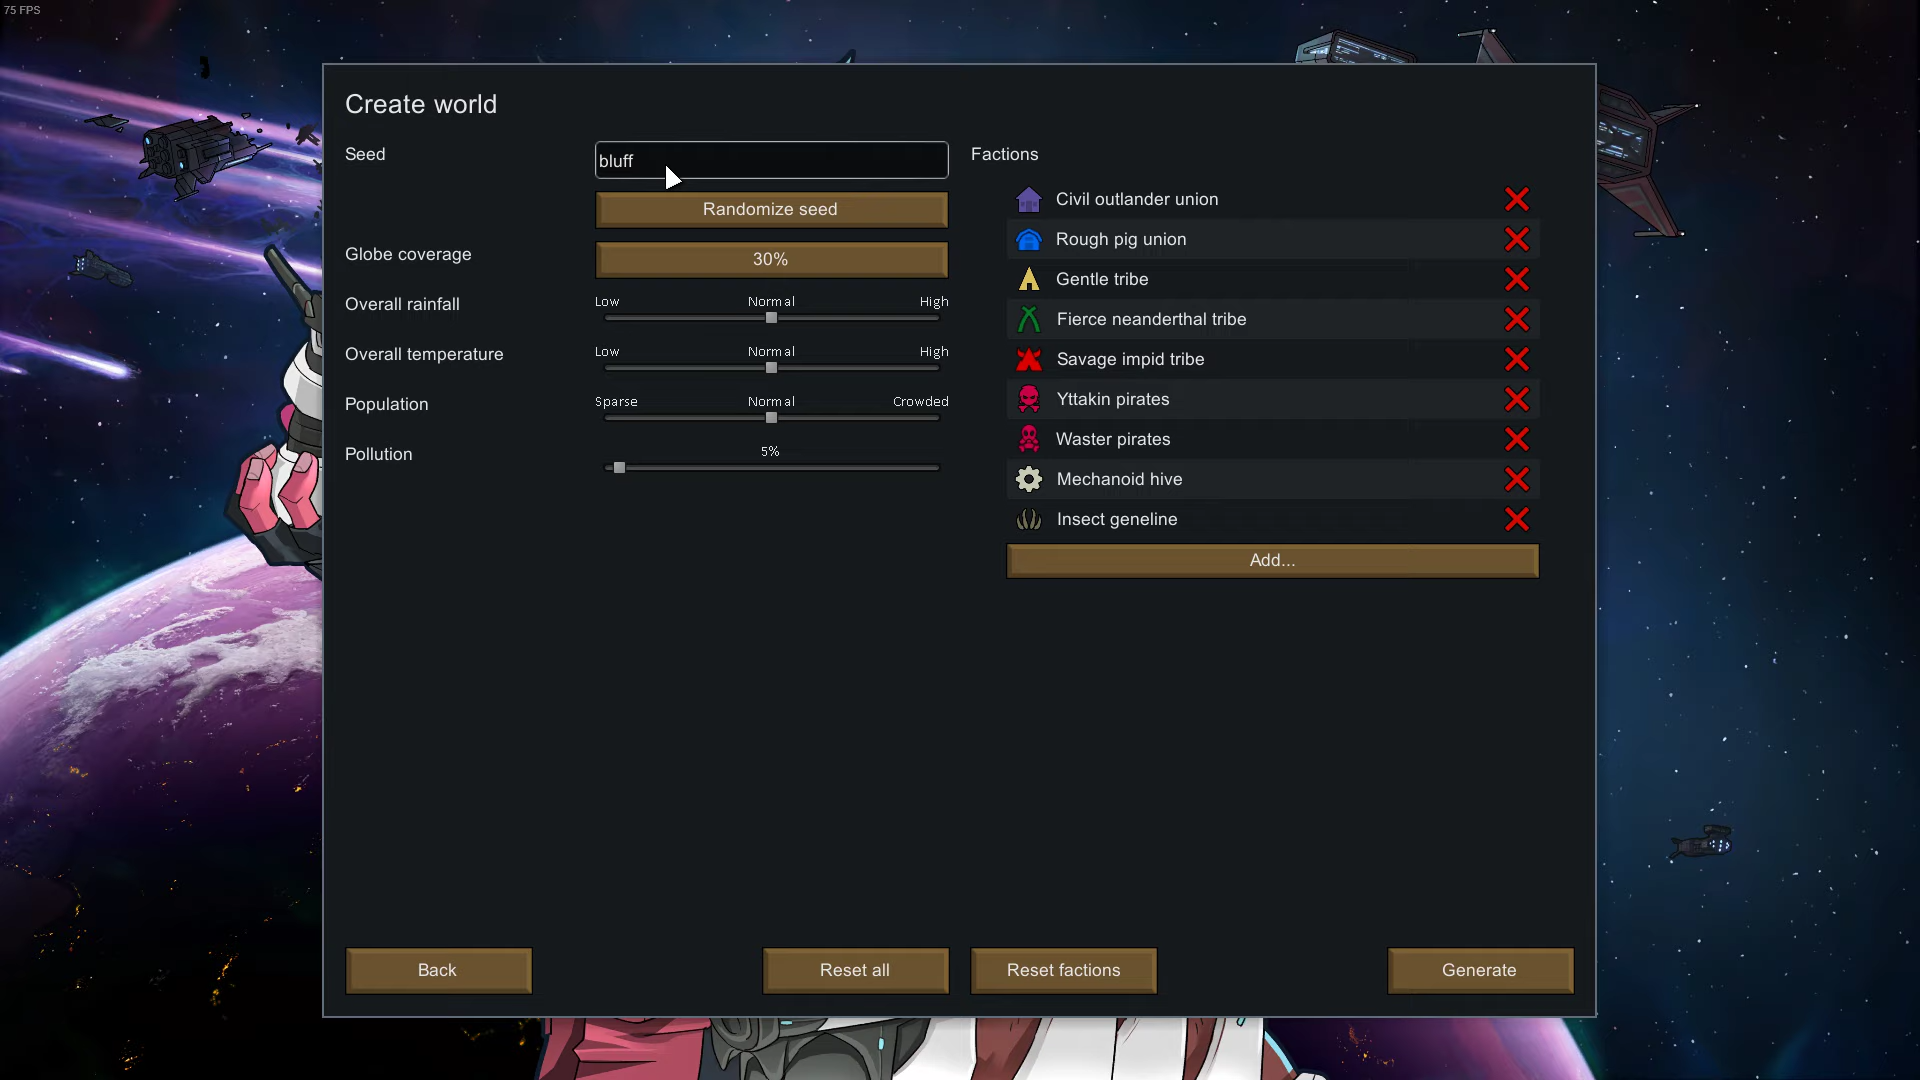 75 FPS
Create world
Seed
bluff
Randomize seed
Globe coverage
30%
Overall rainfall
Low Normal High
Overall temperature
Low Normal High
Population
Sparse Normal Crowded
Pollution
5%
Factions
Civil outlander union
Rough pig union
Gentle tribe
Fierce neanderthal tribe
Savage impid tribe
Yttakin pirates
Waster pirates
Mechanoid hive
Insect geneline
Add...
Back
Reset all
Reset factions
Generate